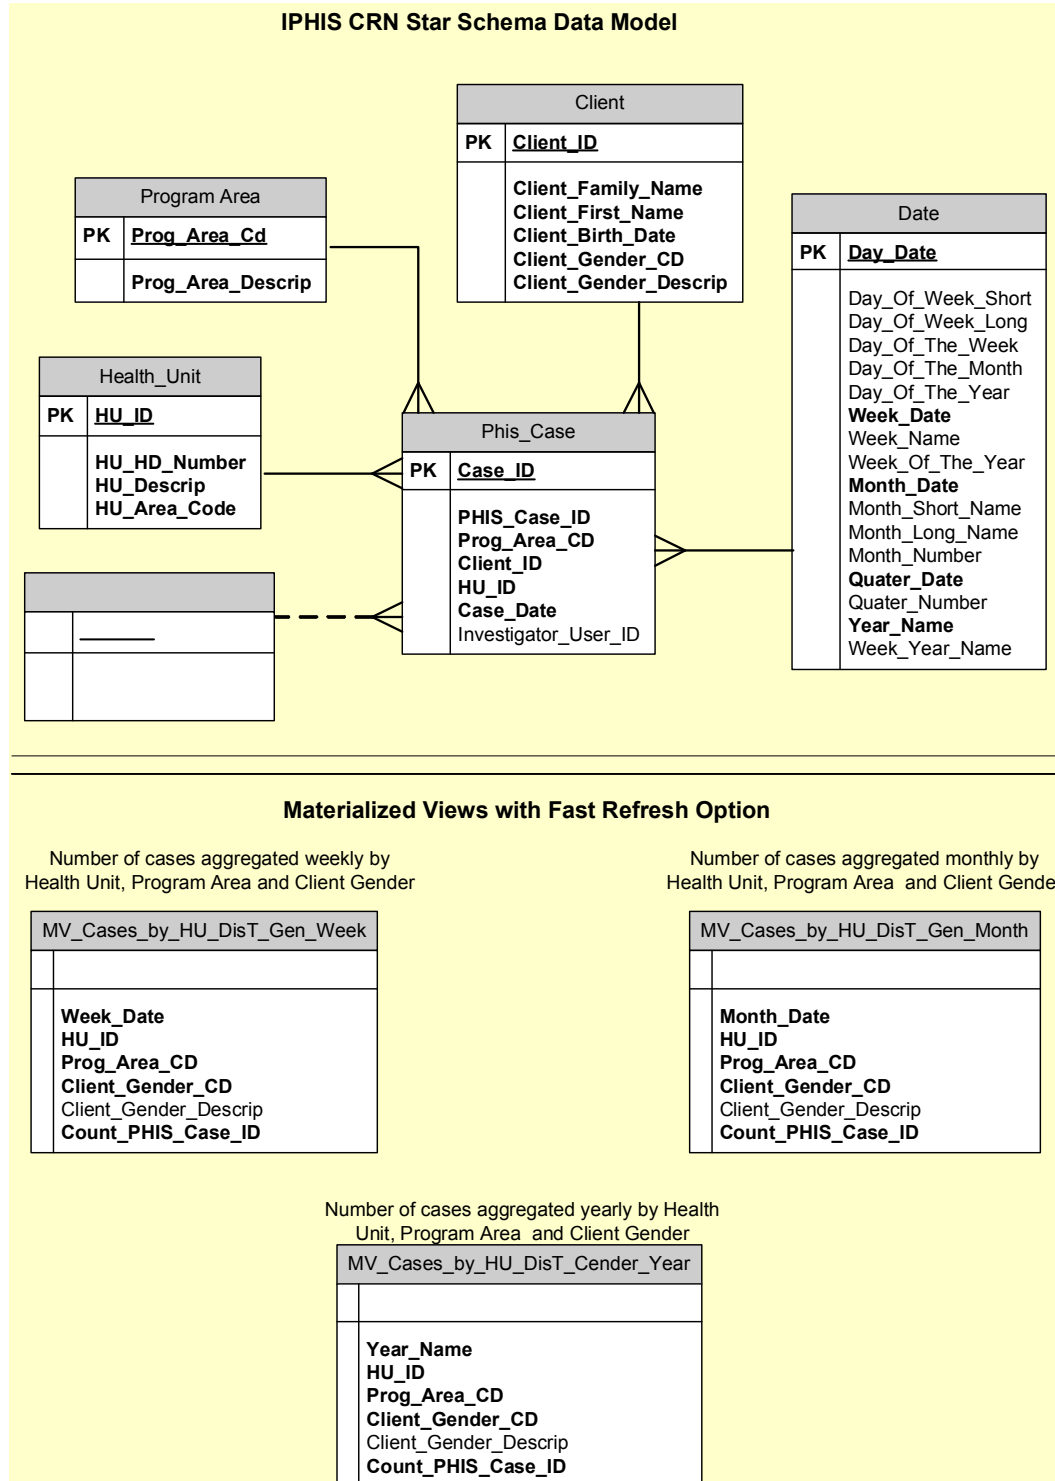 IPHIS CRN Star Schema Data Model
Client
PK Client_ID
Client_Family_Name
Client_First_Name
Client_Birth_Date
Client_Gender_CD
Client_Gender_Descrip
Program Area
PK Prog_Area_Cd
Prog_Area_Descrip
Date
PK Day_Date
Day_Of_Week_Short
Day_Of_Week_Long
Day_Of_The_Week
Day_Of_The_Month
Day_Of_The_Year
Week_Date
Week_Name
Week_Of_The_Year
Month_Date
Month_Short_Name
Month_Long_Name
Month_Number
Quater_Date
Quater_Number
Year_Name
Week_Year_Name
Health_Unit
PK HU_ID
HU_HD_Number
HU_Descrip
HU_Area_Code
Phis_Case
PK Case_ID
PHIS_Case_ID
Prog_Area_CD
Client_ID
HU_ID
Case_Date
Investigator_User_ID
Materialized Views with Fast Refresh Option
Number of cases aggregated weekly by
Health Unit, Program Area and Client Gender
MV_Cases_by_HU_DisT_Gen_Week
Week_Date
HU_ID
Prog_Area_CD
Client_Gender_CD
Client_Gender_Descrip
Count_PHIS_Case_ID
Number of cases aggregated monthly by
Health Unit, Program Area and Client Gende
MV_Cases_by_HU_DisT_Gen_Month
Month_Date
HU_ID
Prog_Area_CD
Client_Gender_CD
Client_Gender_Descrip
Count_PHIS_Case_ID
Number of cases aggregated yearly by Health
Unit, Program Area and Client Gender
MV_Cases_by_HU_DisT_Cender_Year
Year_Name
HU_ID
Prog_Area_CD
Client_Gender_CD
Client_Gender_Descrip
Count_PHIS_Case_ID